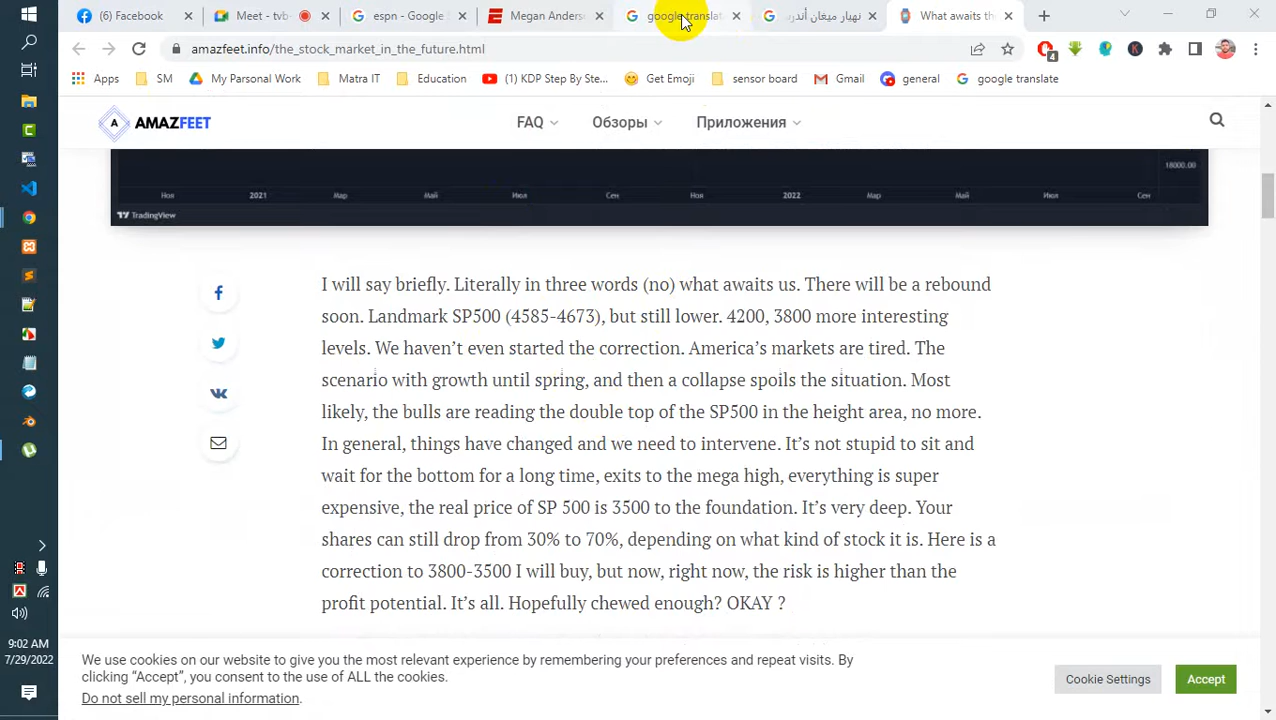 (6) Facebook
Meet - tvb-
espn - Google
Megan Anders
google translat
نهيار ميغان أندر
What awaits th
amazfeet.info/the_stock_market_in_the_future.html
4
Apps
SM
My Personal Work
Matra IT
Education
(1) KDP Step By Ste...
Get Emoji
sensor board
Gmail
general
google translate
A AMAZFEET
FAQ
Обзоры
Приложения
18000.00
Ноя 2021 Мар Май Июл Сен Ноя 2022 Мар Май Июл Сен
TradingView
I will say briefly. Literally in three words (no) what awaits us. There will be a rebound
soon. Landmark SP500 (4585-4673), but still lower. 4200, 3800 more interesting
levels. We haven't even started the correction. America's markets are tired. The
scenario with growth until spring, and then a collapse spoils the situation. Most
likely, the bulls are reading the double top of the SP500 in the height area, no more.
In general, things have changed and we need to intervene. It's not stupid to sit and
wait for the bottom for a long time, exits to the mega high, everything is super
expensive, the real price of SP 500 is 3500 to the foundation. It's very deep. Your
shares can still drop from 30% to 70%, depending on what kind of stock it is. Here is a
correction to 3800-3500 I will buy, but now, right now, the risk is higher than the
profit potential. It's all. Hopefully chewed enough? OKAY ?
We use cookies on our website to give you the most relevant experience by remembering your preferences and repeat visits. By
clicking “Accept”, you consent to the use of ALL the cookies.
Do not sell my personal information.
Cookie Settings
Accept
9:02 AM
7/29/2022